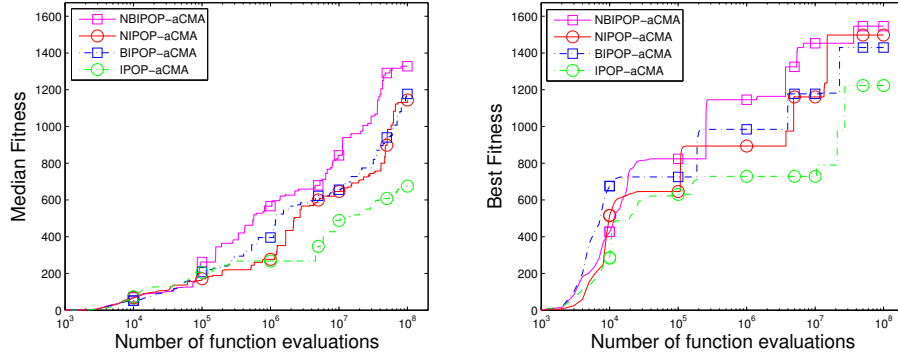 NBIPOP−aCMA
NIPOP−aCMA
BIPOP−aCMA
IPOP−aCMA
Median Fitness
1600
1400
1200
1000
800
600
400
200
0
10^3 10^4 10^5 10^6 10^7 10^8
Number of function evaluations
NBIPOP−aCMA
NIPOP−aCMA
BIPOP−aCMA
IPOP−aCMA
Best Fitness
1600
1400
1200
1000
800
600
400
200
0
10^3 10^4 10^5 10^6 10^7 10^8
Number of function evaluations